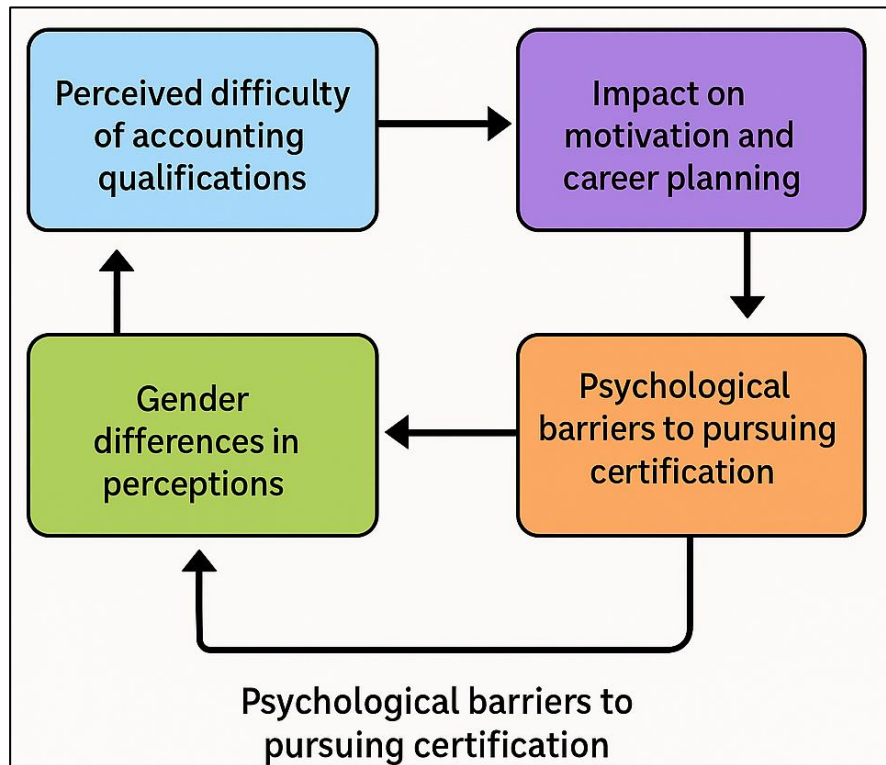 Perceived difficulty
of accounting
qualifications
Impact on
motivation and
career planning
Gender
differences in
perceptions
Psychological
barriers to pursuing
certification
Psychological barriers to
pursuing certification